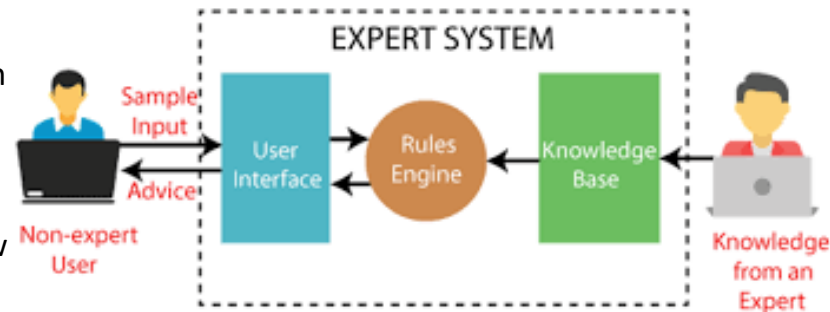 EXPERT SYSTEM
Sample
Input
Advice
Non-expert
User
User
Interface
Rules
Engine
Knowledge
Base
Knowledge
from an
Expert